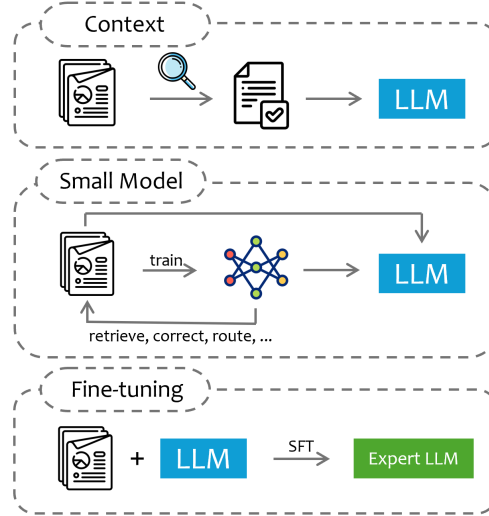 Context
LLM
Small Model
train
LLM
retrieve, correct, route, ...
Fine-tuning
+
LLM
SFT
Expert LLM